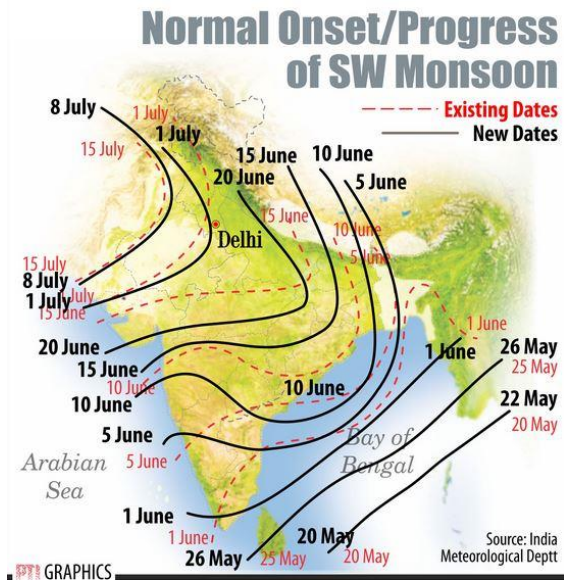 Normal Onset/Progress
of SW Monsoon
Existing Dates
New Dates
8 July
1 July
1 July
15 July
15 June
10 June
20 June
5 June
15 June
10 June
5 June
Delhi
15 July
8 July
1 July
July
15 June
1 June
20 June
1 June
26 May
25 May
15 June
10 June
10 June
10 June
22 May
20 May
5 June
5 June
Bay of
Bengal
Arabian
Sea
1 June
1 June
26 May
25 May
20 May
20 May
Source: India
Meteorological Deptt
PTI GRAPHICS